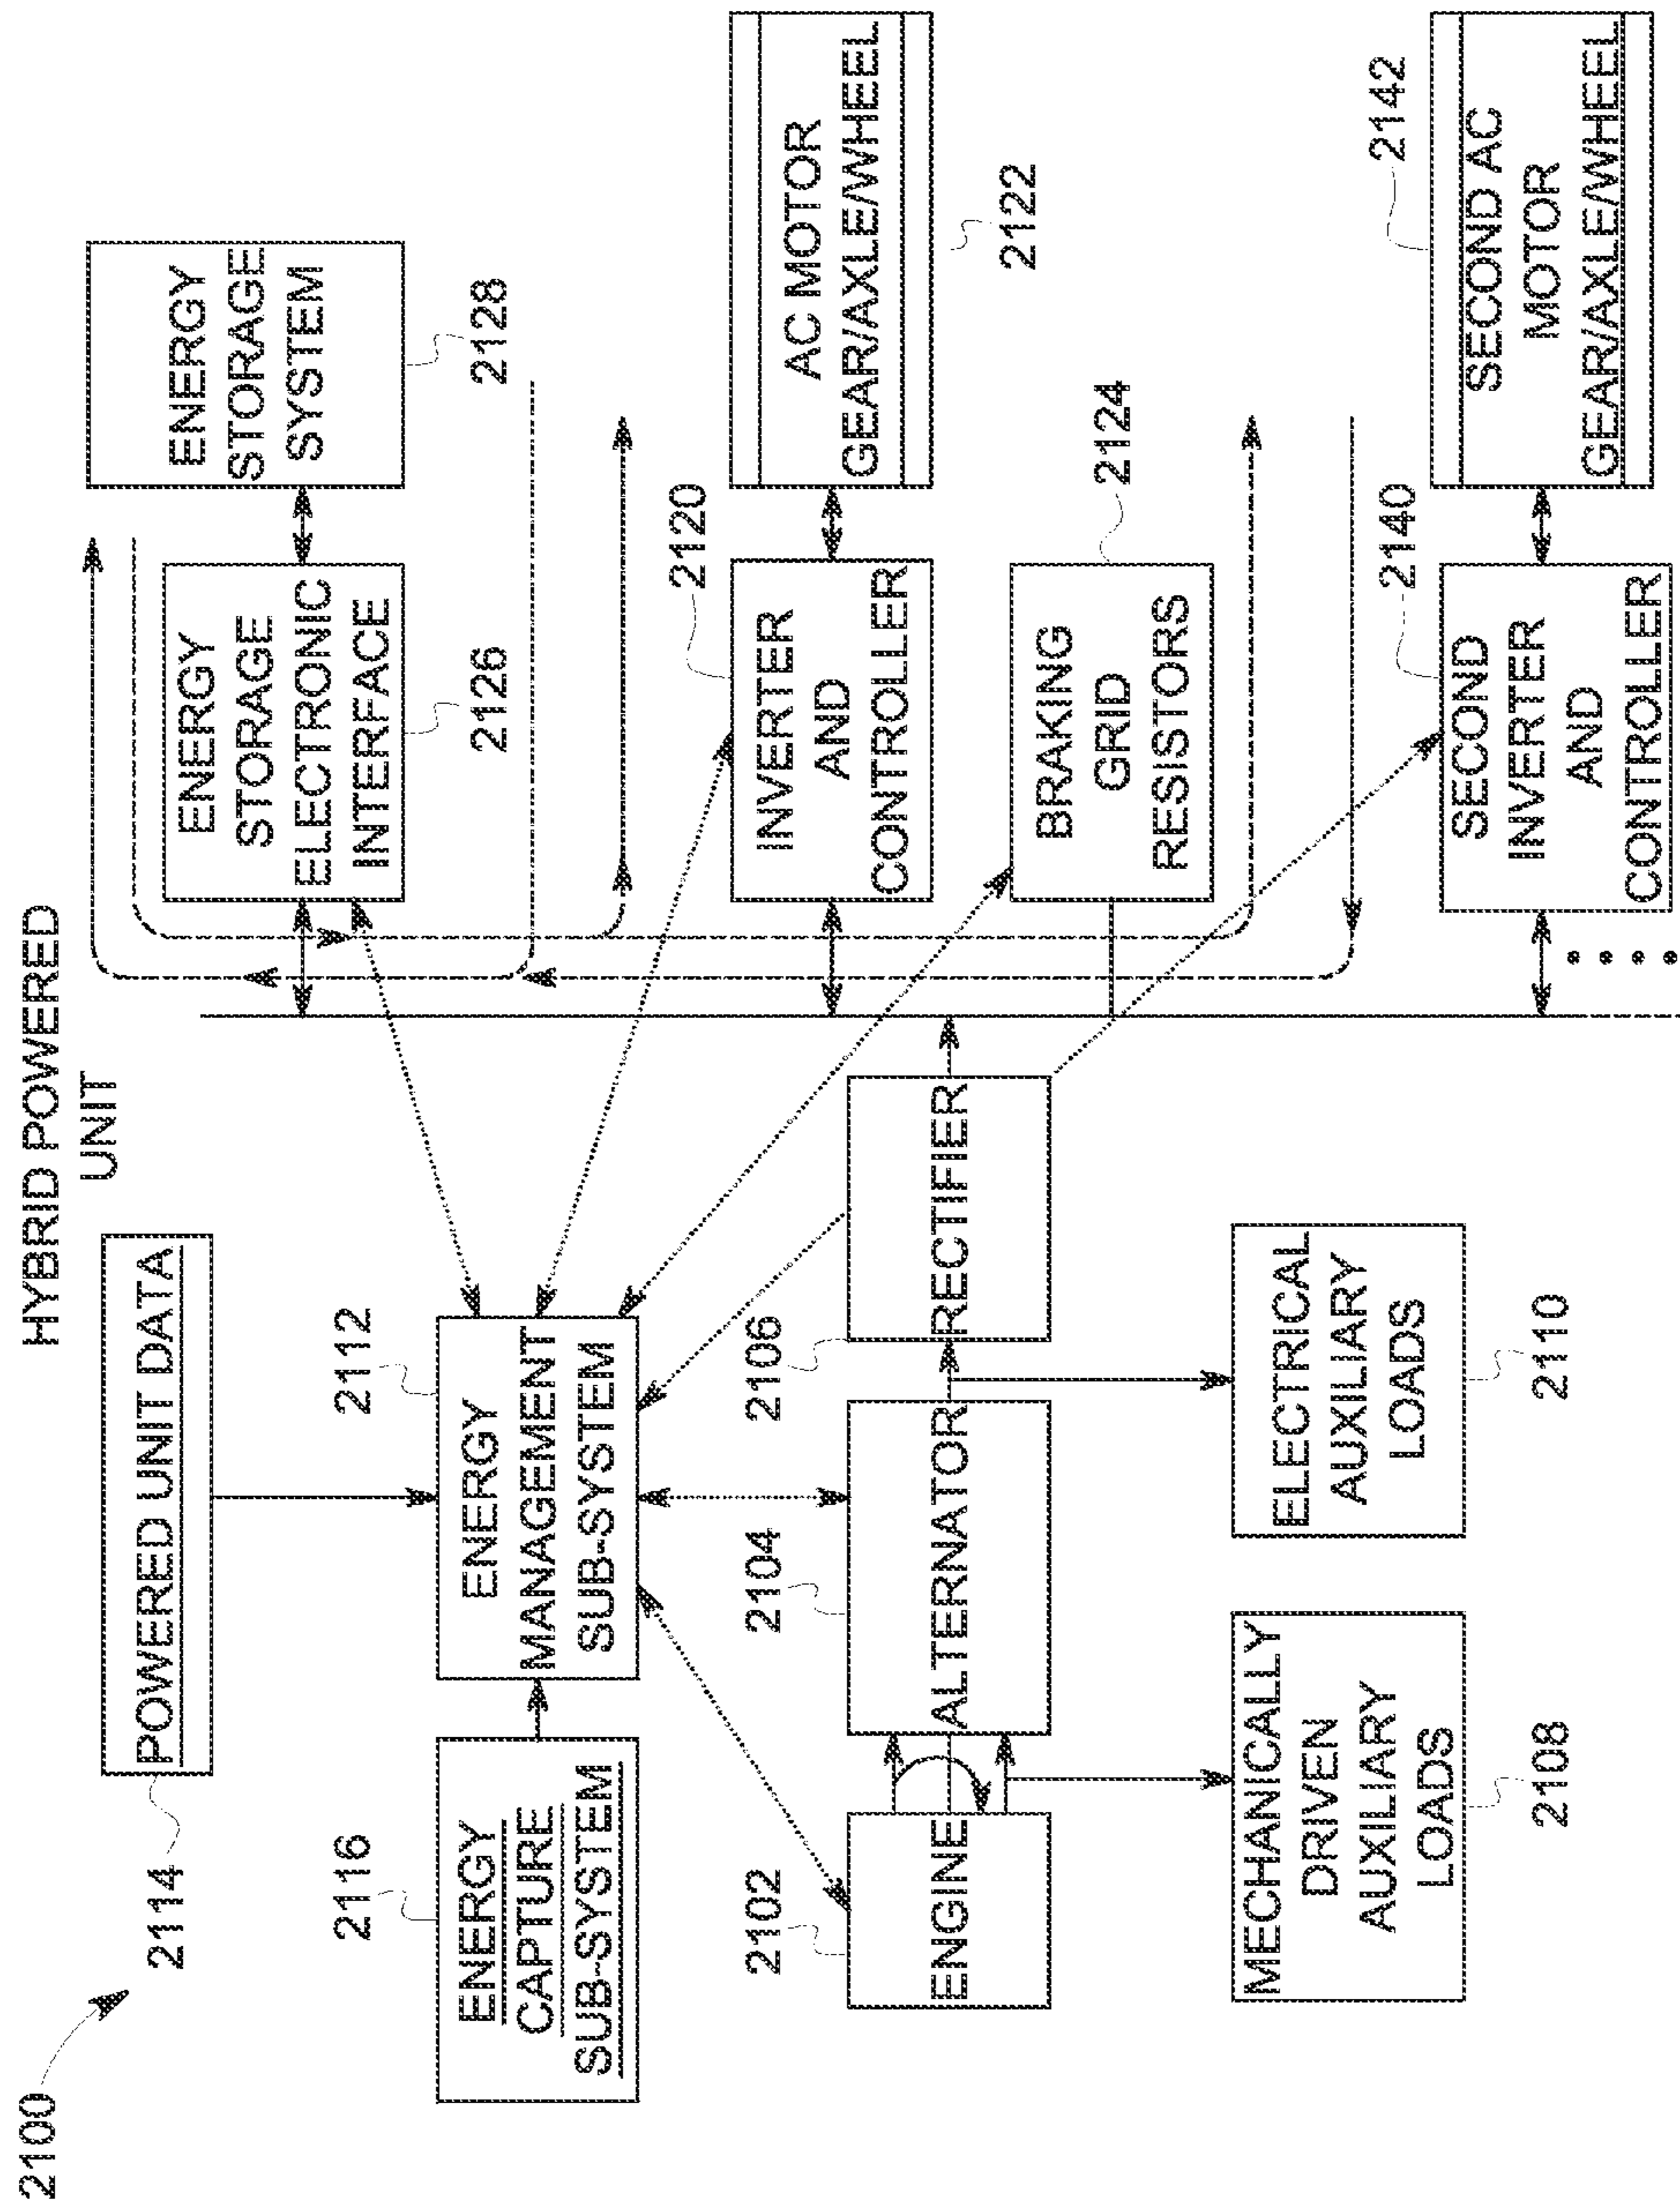 HYBRID POWERED
UNIT
2100
2114
POWERED UNIT DATA
2116
ENERGY
CAPTURE
SUB-SYSTEM
2112
ENERGY
MANAGEMENT
SUB-SYSTEM
2102
ENGINE
2104
ALTERNATOR
2106
RECTIFIER
MECHANICALLY
DRIVEN
AUXILIARY
LOADS
2108
ELECTRICAL
AUXILIARY
LOADS
2110
ENERGY
STORAGE
ELECTRONIC
INTERFACE
2126
ENERGY
STORAGE
SYSTEM
2128
2120
INVERTER
AND
CONTROLLER
AC MOTOR
GEAR/AXLE/WHEEL
2122
BRAKING
GRID
RESISTORS
2124
2140
SECOND
INVERTER
AND
CONTROLLER
2142
SECOND AC
MOTOR
GEAR/AXLE/WHEEL